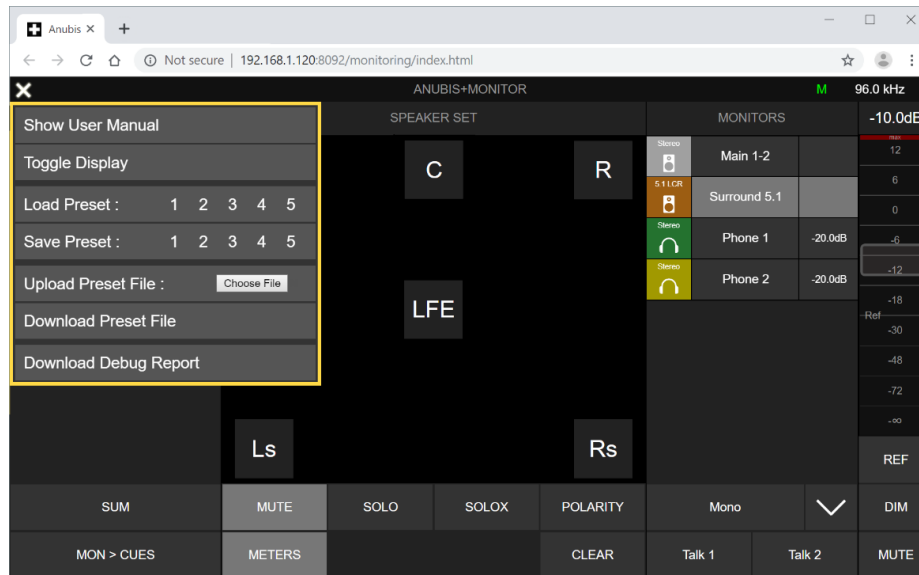 Anubis
Not secure | 192.168.1.120:8092/monitoring/index.html
ANUBIS+MONITOR M 96.0 kHz
SPEAKER SET MONITORS -10.0dB
Show User Manual
Toggle Display
Load Preset : 1 2 3 4 5
Save Preset : 1 2 3 4 5
Upload Preset File : Choose File
Download Preset File
Download Debug Report
C R
LFE
Ls Rs
Stereo Main 1-2
5.1 LCR Surround 5.1
Stereo Phone 1 -20.0dB
Stereo Phone 2 -20.0dB
12
6
0
-6
-12
-18
Ref
-30
-48
-72
-∞
REF
SUM MUTE SOLO SOLOX POLARITY Mono DIM
MON > CUES METERS CLEAR Talk 1 Talk 2 MUTE